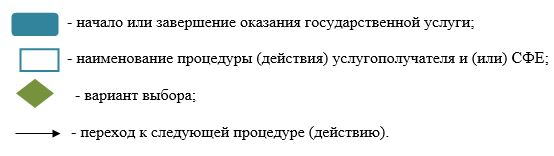 - начало или завершение оказания государственной услуги;
- наименование процедуры (действия) услугополучателя и (или) СФЕ;
- вариант выбора;
- переход к следующей процедуре (действию).